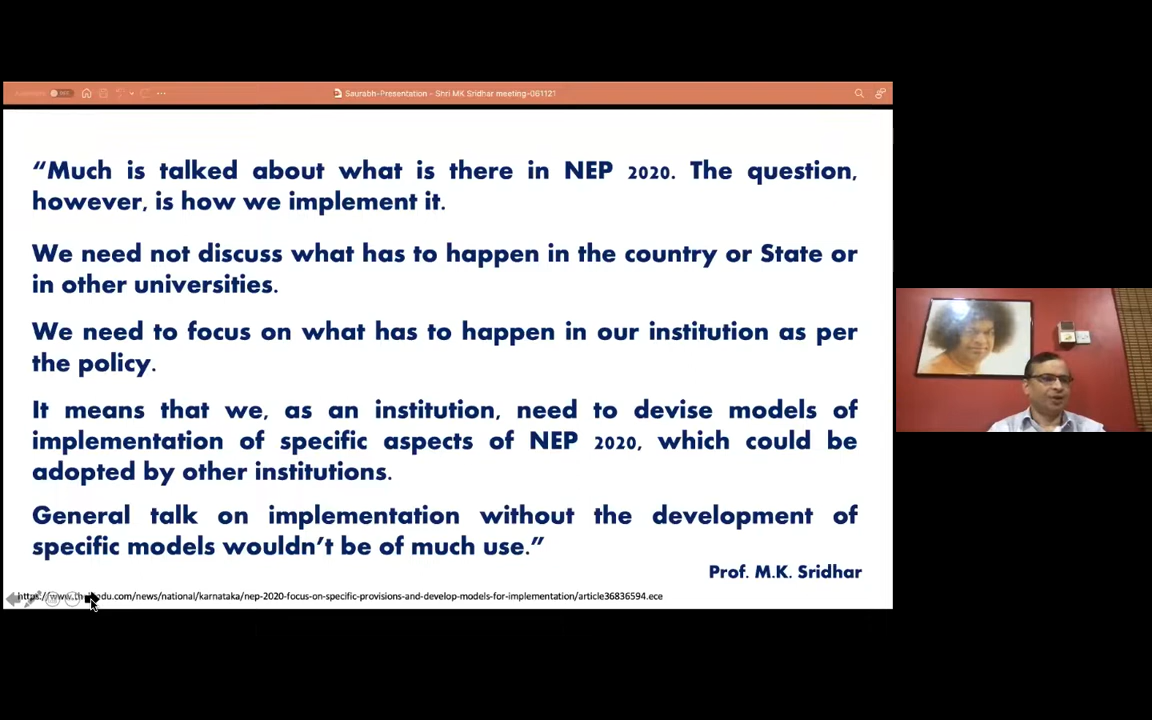 Saurabh-Presentation - Shri MK Sridhar meeting-061121
“Much is talked about what is there in NEP 2020. The question,
however, is how we implement it.
We need not discuss what has to happen in the country or State or
in other universities.
We need to focus on what has to happen in our institution as per
the policy.
It means that we, as an institution, need to devise models of
implementation of specific aspects of NEP 2020, which could be
adopted by other institutions.
General talk on implementation without the development of
specific models wouldn’t be of much use.”
Prof. M.K. Sridhar
/news/national/karnataka/nep-2020-focus-on-specific-provisions-and-develop-models-for-implementation/article36836594.ece